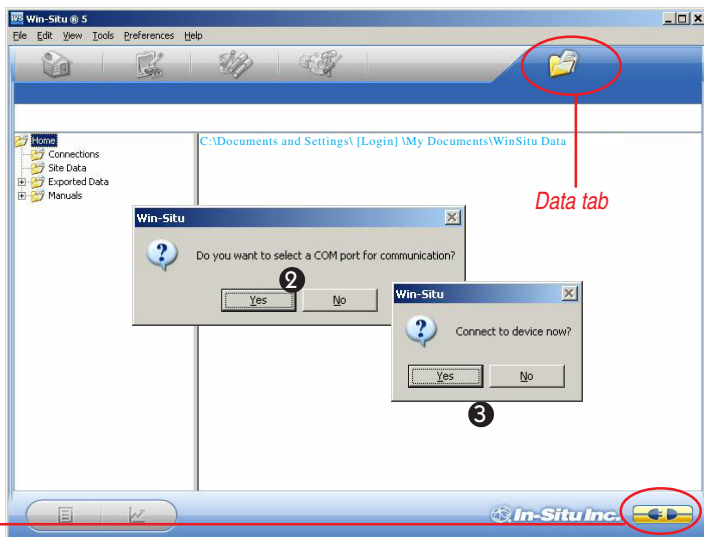 WS Win-Situ ® 5
File Edit View Tools Preferences Help
Home
Connections
Site Data
Exported Data
Manuals
C:\Documents and Settings\ [Login] \My Documents\WinSitu Data
Data tab
Win-Situ
Do you want to select a COM port for communication?
Yes No
2
Win-Situ
Connect to device now?
Yes No
3
In-Situ Inc.